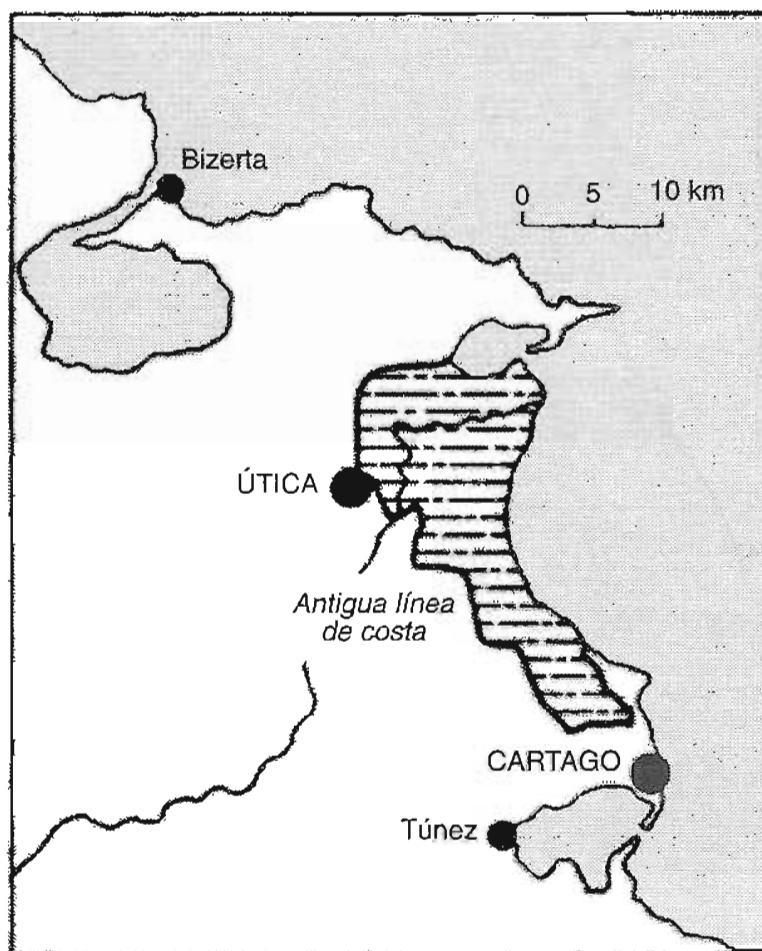 Bizerta
0 5 10 km
ÚTICA
Antigua línea
de costa
CARTAGO
Túnez